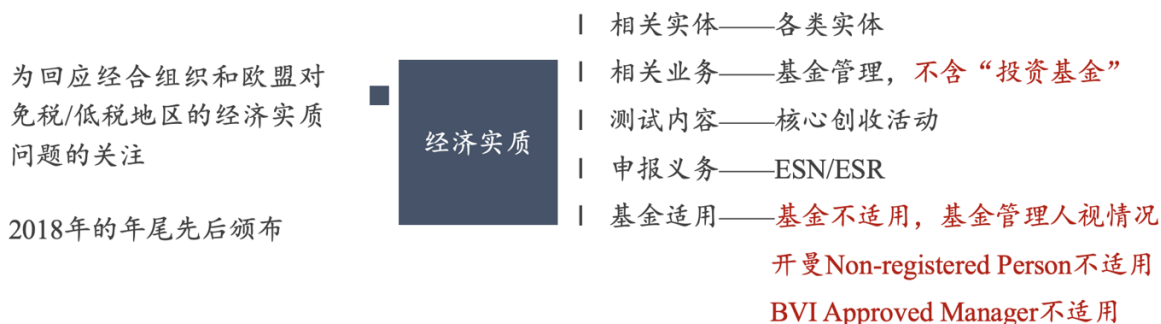 为回应经合组织和欧盟对
免税/低税地区的经济实质
问题的关注
2018年的年尾先后颁布
经济实质
相关实体——各类实体
相关业务——基金管理，不含“投资基金”
测试内容——核心创收活动
申报义务——ESN/ESR
基金适用——基金不适用，基金管理人视情况
开曼Non-registered Person不适用
BVI Approved Manager不适用